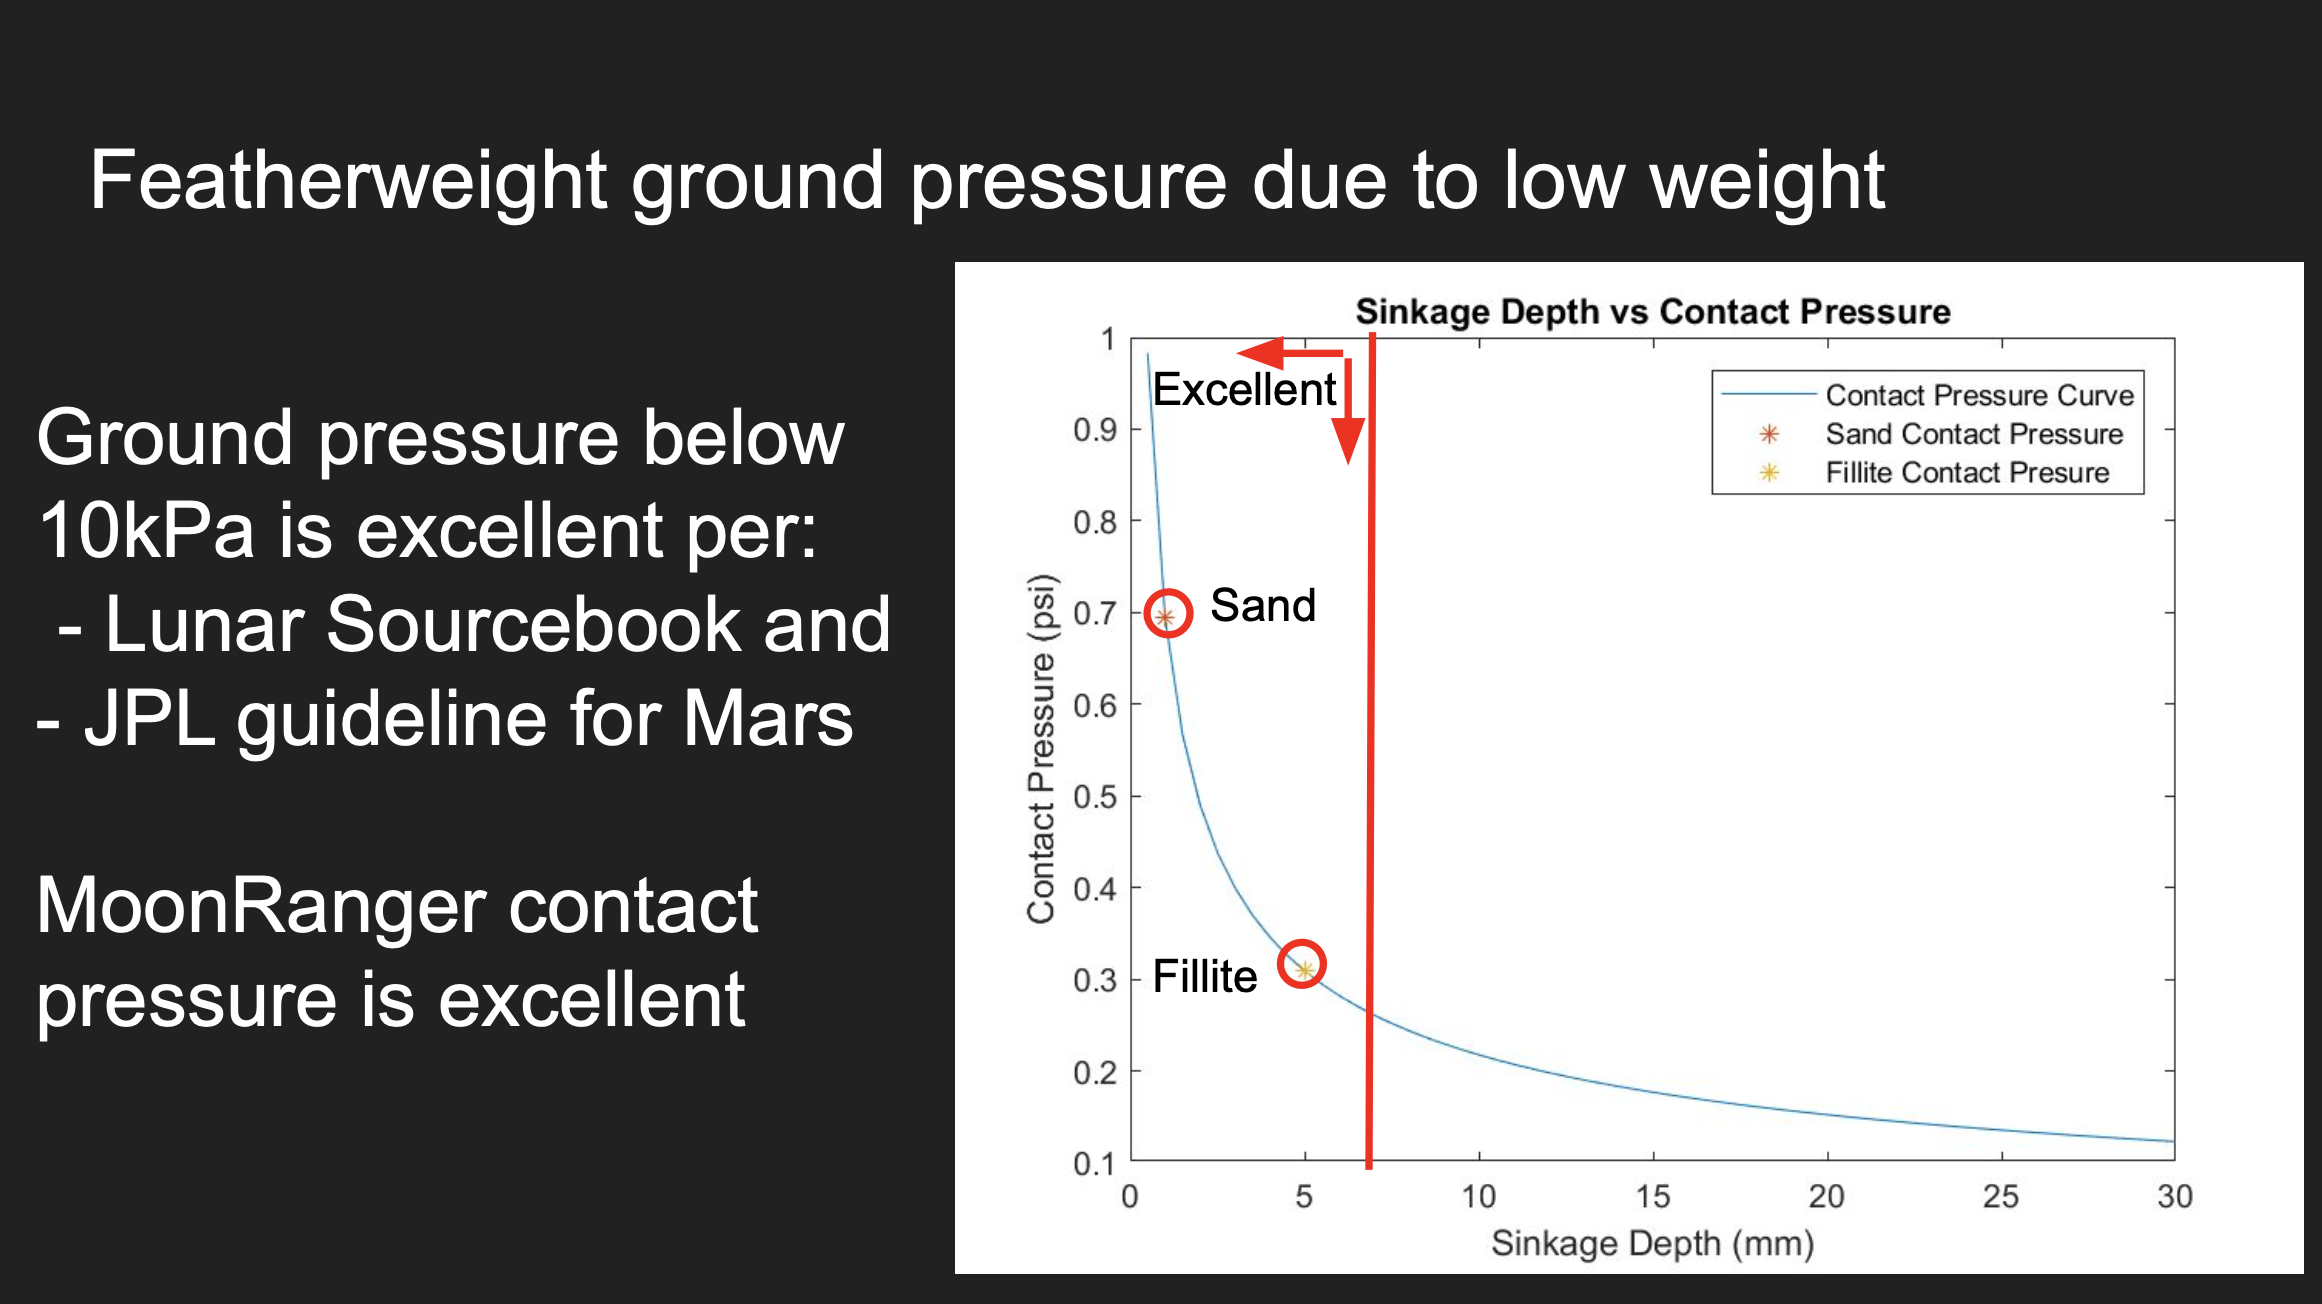 Featherweight ground pressure due to low weight
Ground pressure below
10kPa is excellent per:
- Lunar Sourcebook and
- JPL guideline for Mars
MoonRanger contact
pressure is excellent
Sinkage Depth vs Contact Pressure
Excellent
Contact Pressure Curve
Sand Contact Pressure
Fillite Contact Presure
Sand
Fillite
Contact Pressure (psi)
1
0.9
0.8
0.7
0.6
0.5
0.4
0.3
0.2
0.1
0 5 10 15 20 25 30
Sinkage Depth (mm)